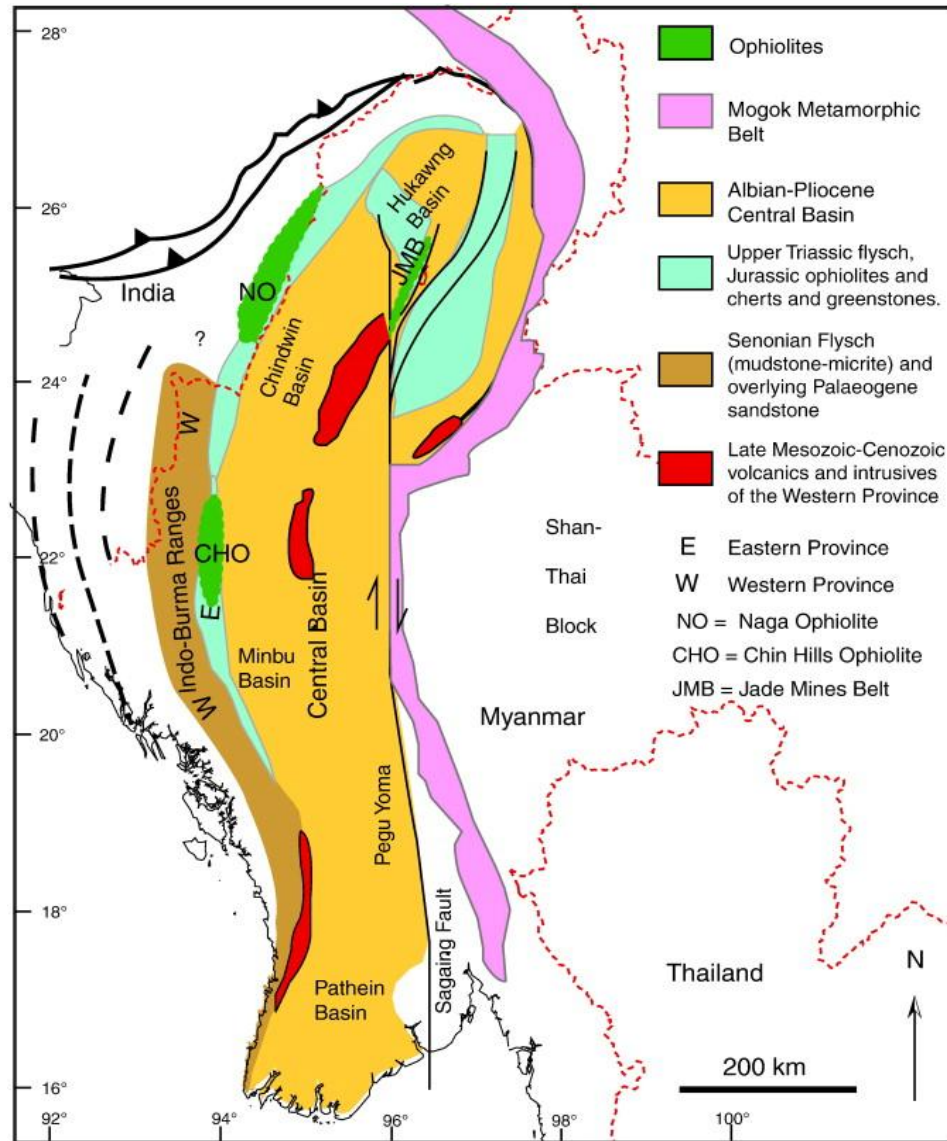 28°
26°
24°
22°
20°
18°
16°
92
94
96
98°
100°
India
?
NO
Chindwin
Basin
Hukawng
Basin
JMB
W
Indo-Burma Ranges
W
CHO
E
Minbu
Basin
Central Basin
Pegu Yoma
Sagaing Fault
Pathein
Basin
Shan-
Thai
Block
Myanmar
Thailand
N
200 km
Ophiolites
Mogok Metamorphic
Belt
Albian-Pliocene
Central Basin
Upper Triassic flysch,
Jurassic ophiolites and
cherts and greenstones.
Senonian Flysch
(mudstone-micrite) and
overlying Palaeogene
sandstone
Late Mesozoic-Cenozoic
volcanics and intrusives
of the Western Province
E Eastern Province
W Western Province
NO = Naga Ophiolite
CHO = Chin Hills Ophiolite
JMB = Jade Mines Belt